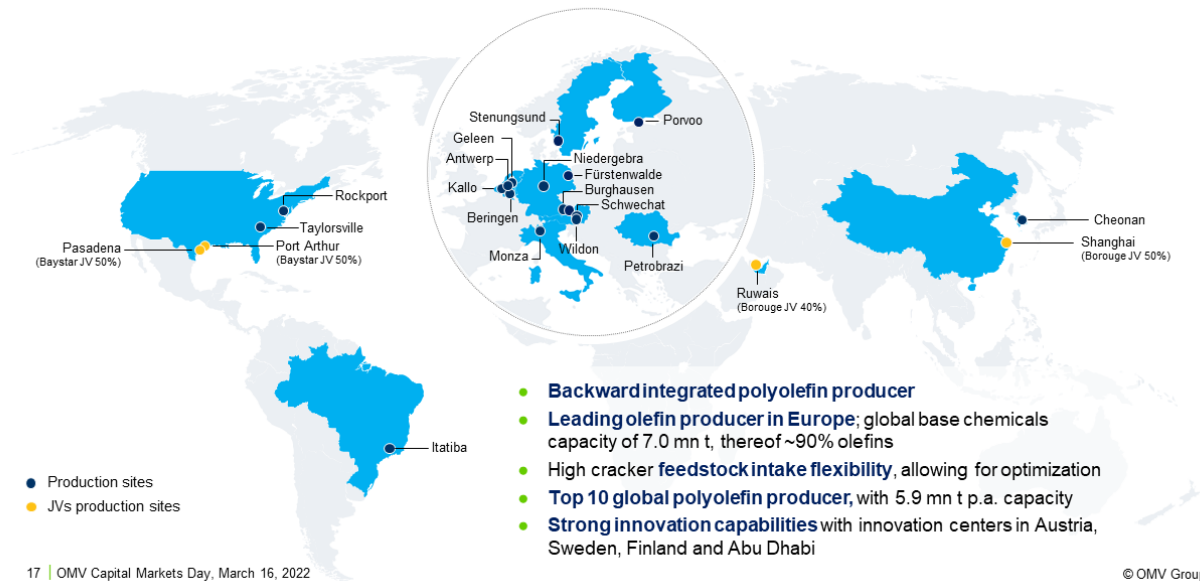 Stenungsund
Porvoo
Geleen
Antwerp
Niedergebra
Fürstenwalde
Kallo
Burghausen
Schwechat
Beringen
Wildon
Monza
Petrobrazi
Rockport
Taylorsville
Pasadena
(Baystar JV 50%)
Port Arthur
(Baystar JV 50%)
Cheonan
Shanghai
(Borouge JV 50%)
Ruwais
(Borouge JV 40%)
Itatiba
Production sites
JVs production sites
Backward integrated polyolefin producer
Leading olefin producer in Europe; global base chemicals
capacity of 7.0 mn t, thereof ~90% olefins
High cracker feedstock intake flexibility, allowing for optimization
Top 10 global polyolefin producer, with 5.9 mn t p.a. capacity
Strong innovation capabilities with innovation centers in Austria,
Sweden, Finland and Abu Dhabi
17 | OMV Capital Markets Day, March 16, 2022
© OMV Grou